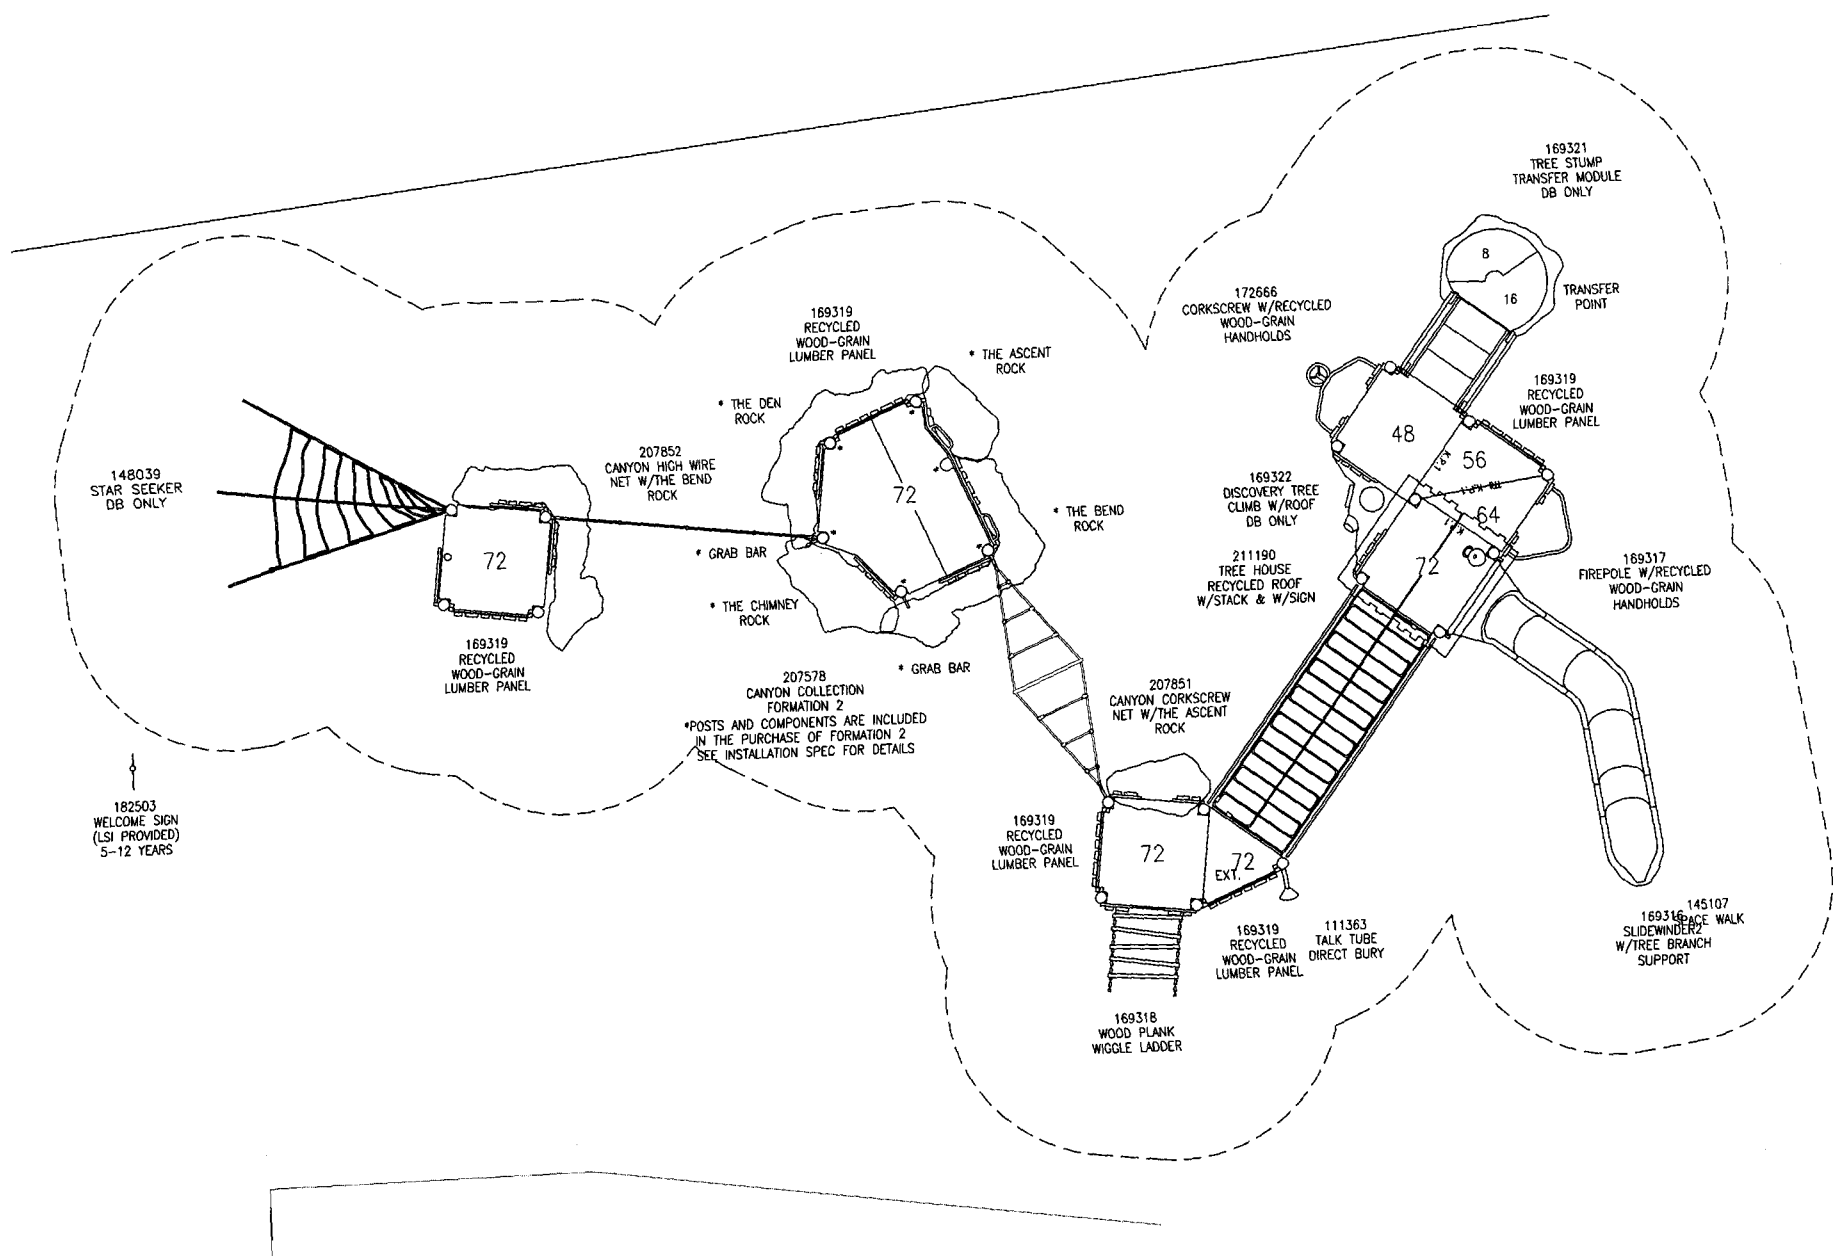 169321
TREE STUMP
TRANSFER MODULE
DB ONLY
8
16
TRANSFER
POINT
172666
CORKSCREW W/RECYCLED
WOOD-GRAIN
HANDHOLDS
169319
RECYCLED
WOOD-GRAIN
LUMBER PANEL
* THE ASCENT
ROCK
169319
RECYCLED
WOOD-GRAIN
LUMBER PANEL
* THE DEN
ROCK
48
K.P.1
56
K.P.1
64
K.P.1
72
207852
CANYON HIGH WIRE
NET W/THE BEND
ROCK
148039
STAR SEEKER
DB ONLY
72
72
169322
DISCOVERY TREE
CLIMB W/ROOF
DB ONLY
* THE BEND
ROCK
* GRAB BAR
211190
TREE HOUSE
RECYCLED ROOF
W/STACK & W/SIGN
169317
FIREPOLE W/RECYCLED
WOOD-GRAIN
HANDHOLDS
* THE CHIMNEY
ROCK
169319
RECYCLED
WOOD-GRAIN
LUMBER PANEL
* GRAB BAR
207578
CANYON COLLECTION
FORMATION 2
*POSTS AND COMPONENTS ARE INCLUDED
IN THE PURCHASE OF FORMATION 2
SEE INSTALLATION SPEC FOR DETAILS
207851
CANYON CORKSCREW
NET W/THE ASCENT
ROCK
182503
WELCOME SIGN
(LSI PROVIDED)
5-12 YEARS
169319
RECYCLED
WOOD-GRAIN
LUMBER PANEL
72
72
EXT.
169319
RECYCLED
WOOD-GRAIN
LUMBER PANEL
111363
TALK TUBE
DIRECT BURY
145107
SPACE WALK
169316
SLIDEWINDER2
W/TREE BRANCH
SUPPORT
169318
WOOD PLANK
WIGGLE LADDER